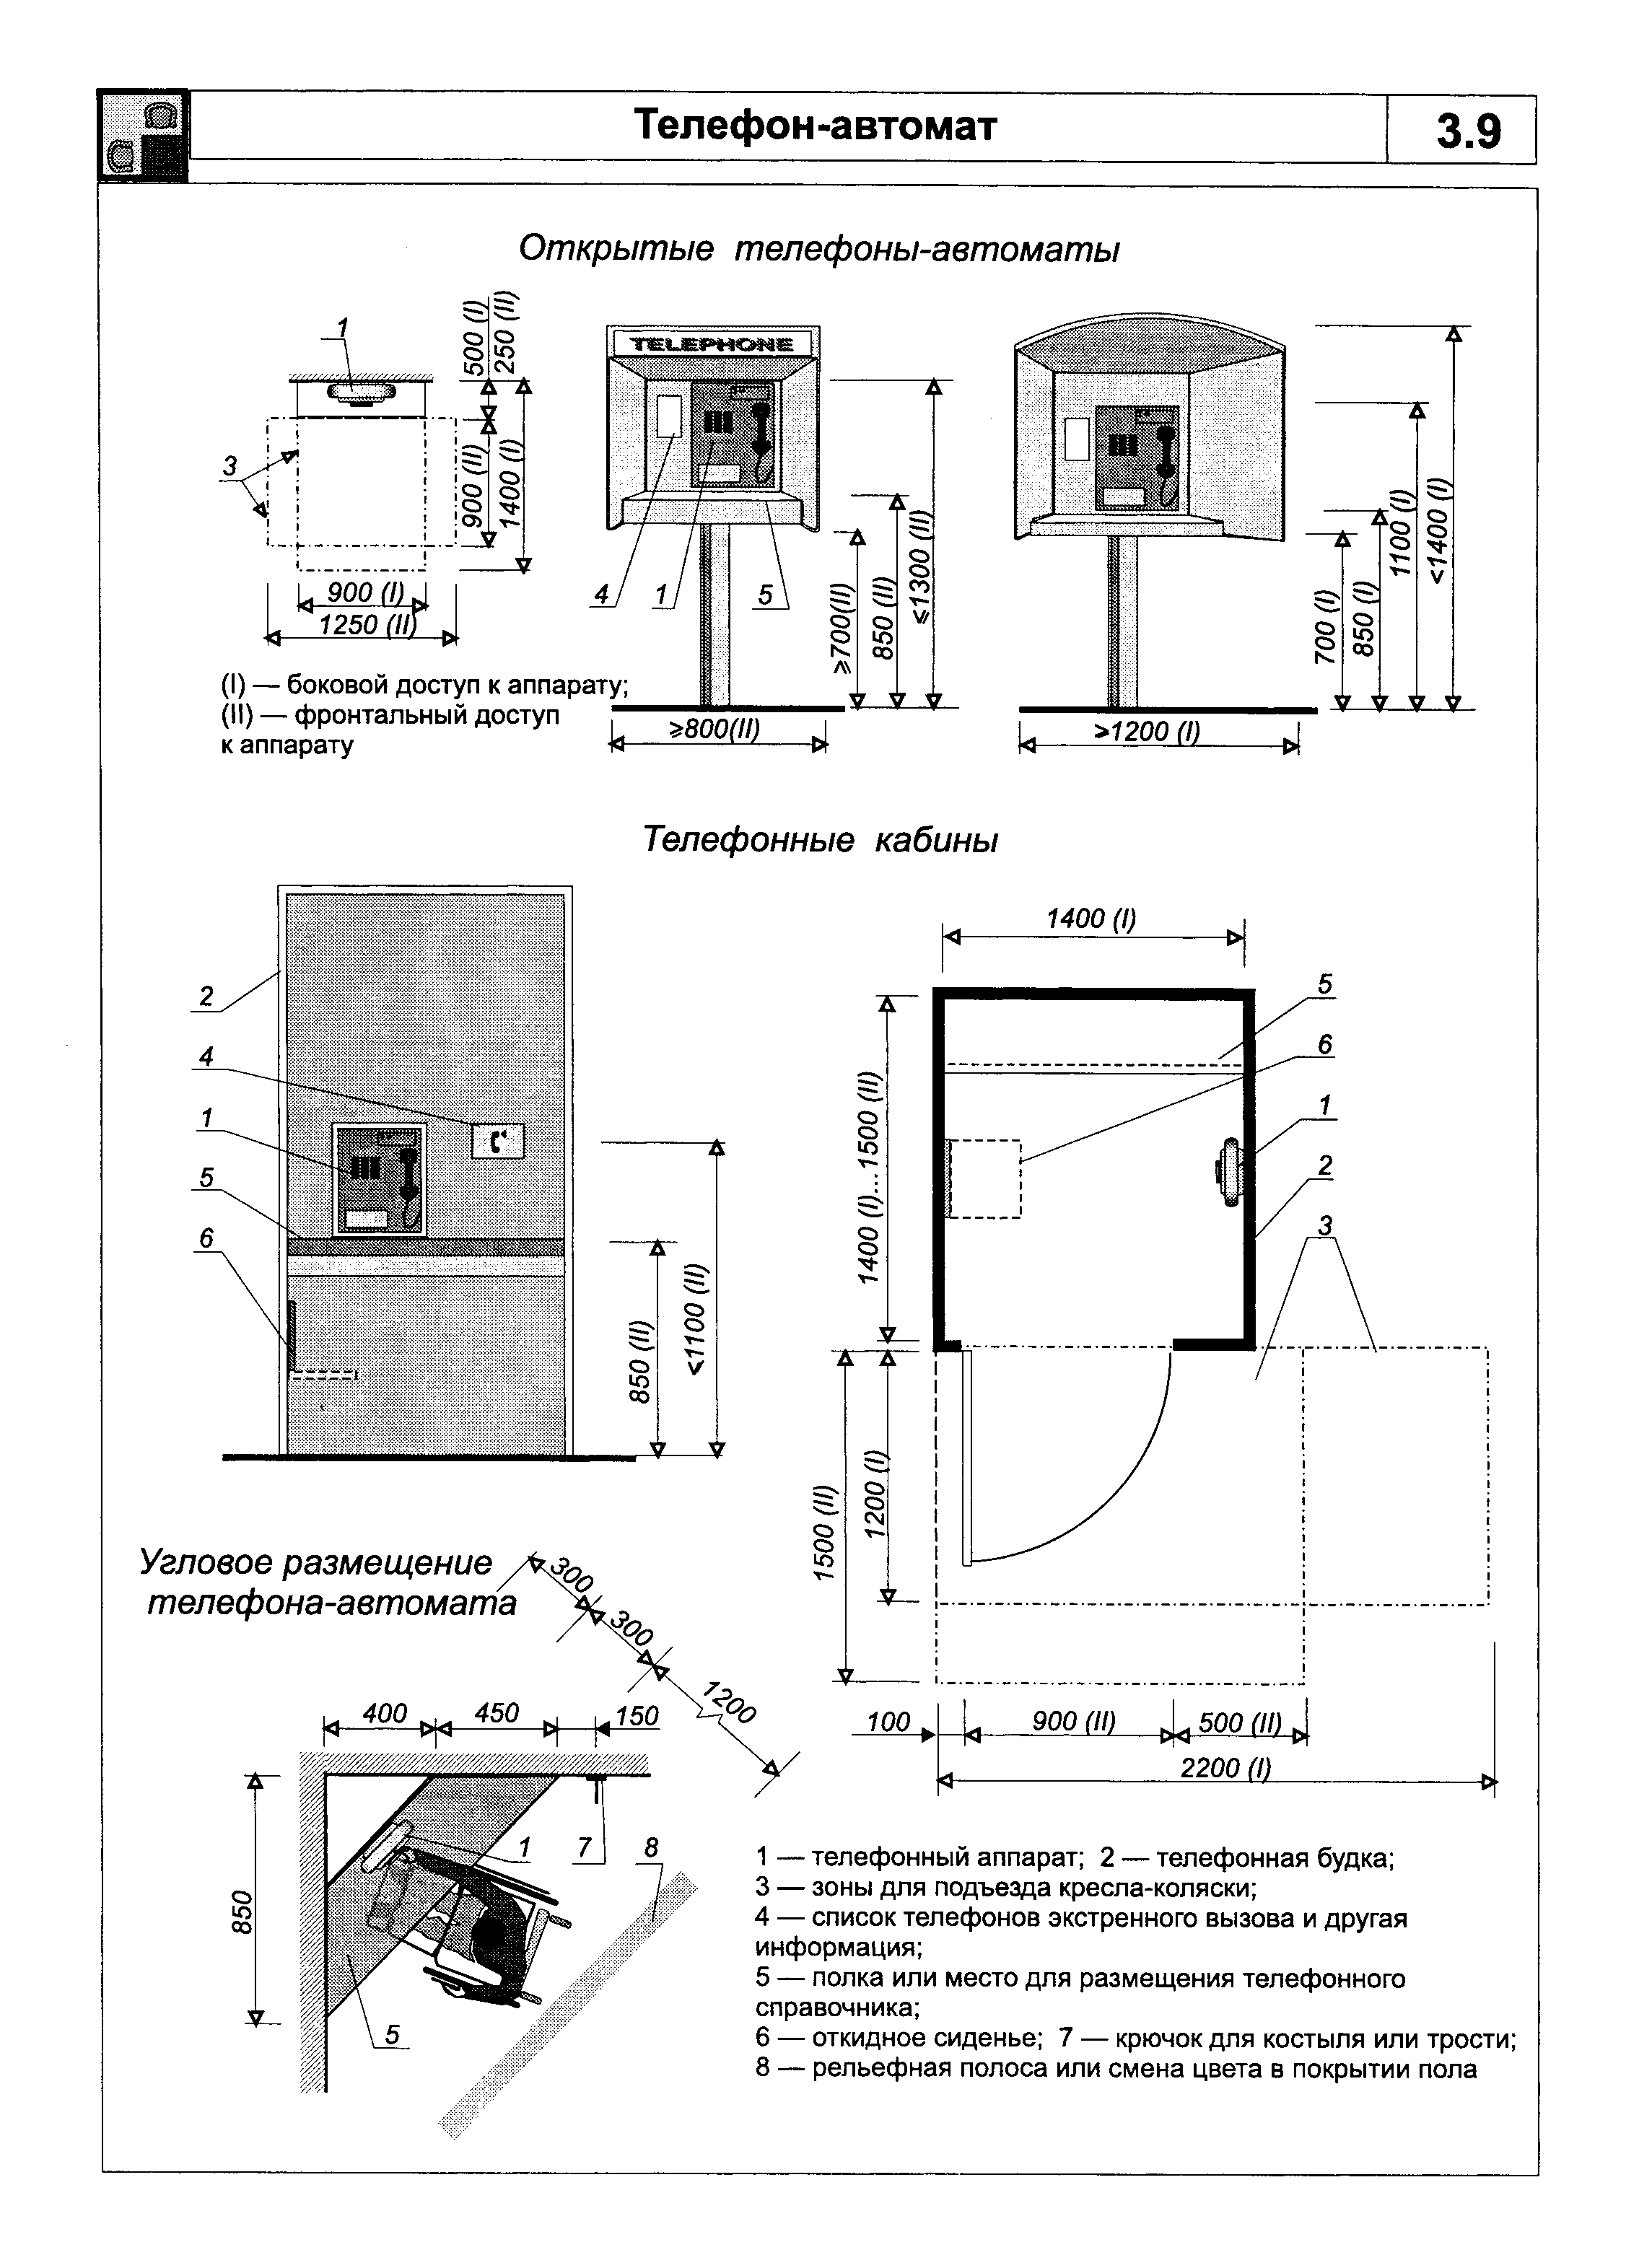 Телефон-автомат
3.9
Открытые телефоны-автоматы
1
500 (I)
250 (II)
3
900 (II)
1400 (I)
900 (I)
1250 (II)
(I) — боковой доступ к аппарату;
(II) — фронтальный доступ
к аппарату
TELEPHONE
4
1
5
≥700(II)
850 (II)
≤1300 (II)
≥800(II)
700 (I)
850 (I)
1100 (I)
<1400 (I)
>1200 (I)
Телефонные кабины
2
4
1
5
6
850 (II)
<1100 (II)
1400 (I)
1400 (I)...1500 (II)
5
6
1
2
3
1500 (II)
1200 (I)
100
900 (II)
500 (II)
2200 (I)
Угловое размещение
телефона-автомата
300
300
1200
400
450
150
850
1
7
8
5
1 — телефонный аппарат; 2 — телефонная будка;
3 — зоны для подъезда кресла-коляски;
4 — список телефонов экстренного вызова и другая
информация;
5 — полка или место для размещения телефонного
справочника;
6 — откидное сиденье; 7 — крючок для костыля или трости;
8 — рельефная полоса или смена цвета в покрытии пола